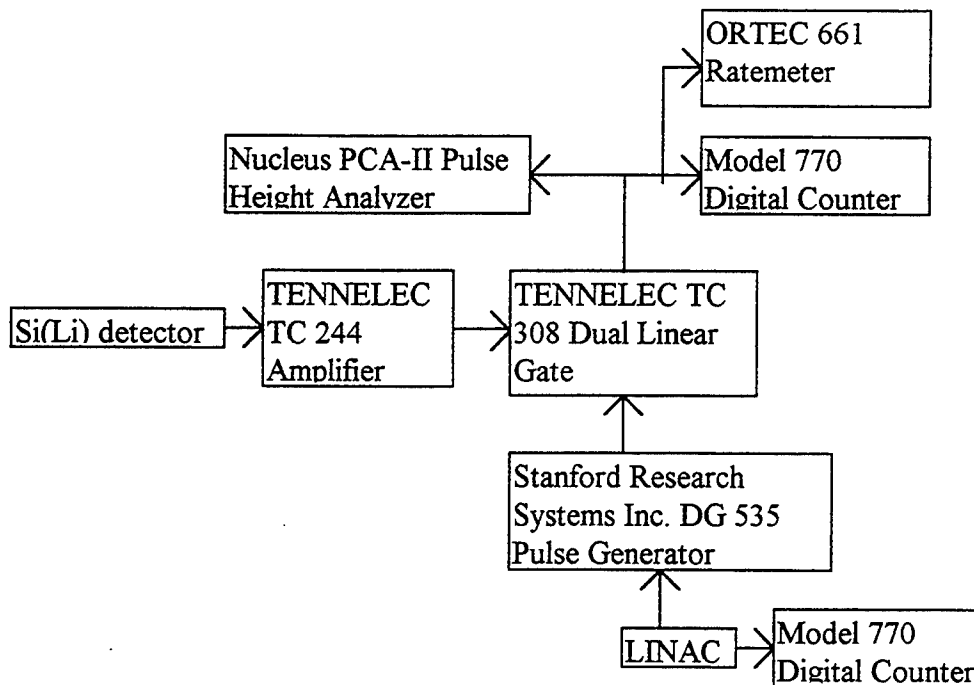 ORTEC 661
Ratemeter
Nucleus PCA-II Pulse
Height Analyzer
Model 770
Digital Counter
Si(Li) detector
TENNELEC
TC 244
Amplifier
TENNELEC TC
308 Dual Linear
Gate
Stanford Research
Systems Inc. DG 535
Pulse Generator
LINAC
Model 770
Digital Counter